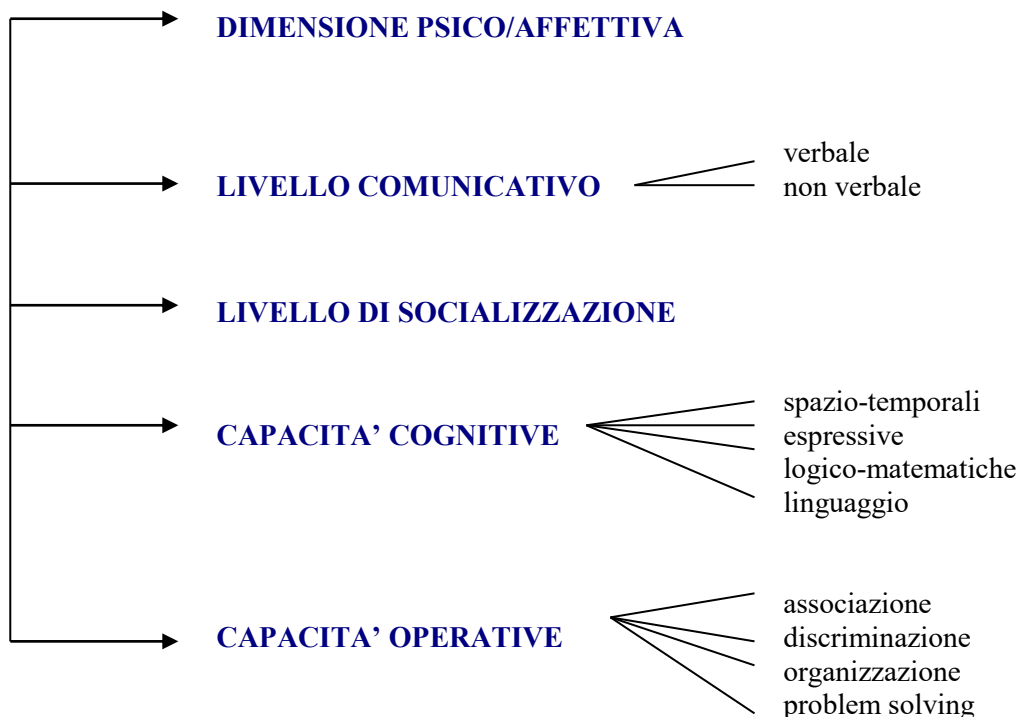 DIMENSIONE PSICO/AFFETTIVA
LIVELLO COMUNICATIVO
verbale
non verbale
LIVELLO DI SOCIALIZZAZIONE
CAPACITA’ COGNITIVE
spazio-temporali
espressive
logico-matematiche
linguaggio
CAPACITA’ OPERATIVE
associazione
discriminazione
organizzazione
problem solving